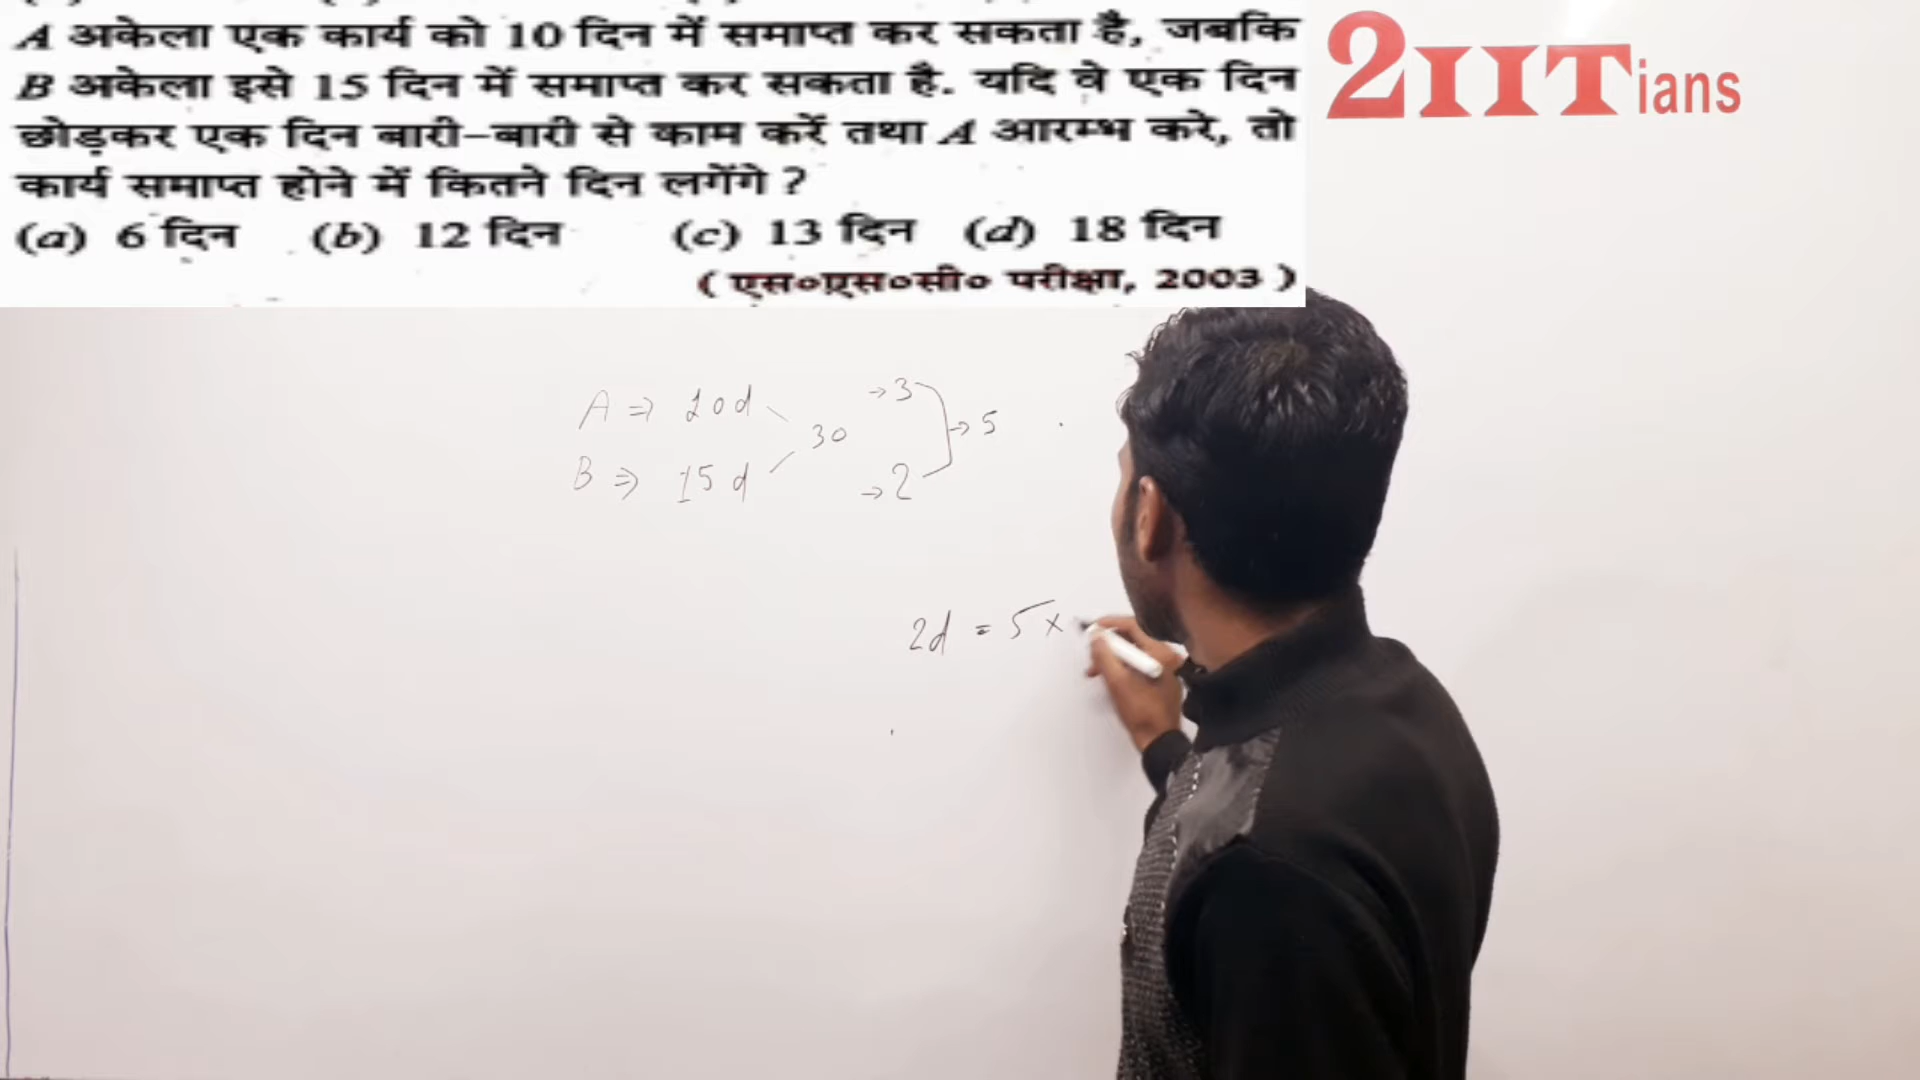 A अकेला एक कार्य को 10 दिन में समाप्त कर सकता है, जबकि
B अकेला इसे 15 दिन में समाप्त कर सकता है. यदि वे एक दिन
छोड़कर एक दिन बारी-बारी से काम करें तथा A आरम्भ करे, तो
कार्य समाप्त होने में कितने दिन लगेंगे ?
(a) 6 दिन (b) 12 दिन (c) 13 दिन (d) 18 दिन
( एस०एस०सी० परीक्षा, 2003 )
2IITians
A ⇒ 10d 30 → 3 → 5
B ⇒ 15d → 2
2d = 5 ×